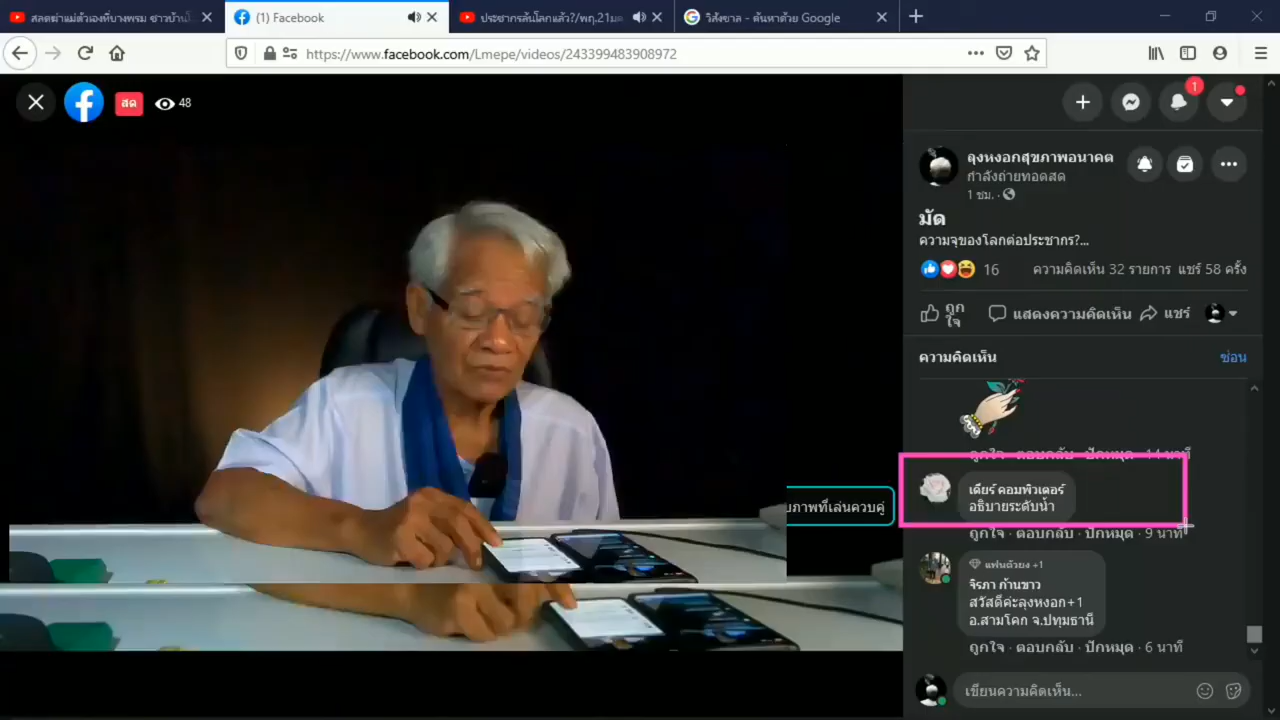 สลดฆ่าแม่ตัวเองที่บางพรม ชาวบ้านไ
(1) Facebook
ประชากรล้นโลกแล้ว?/พฤ.21มค
วิสังขาล - ค้นหาด้วย Google
https://www.facebook.com/Lmepe/videos/243399483908972
สด
48
1
ลุงหงอกสุขภาพอนาคต
กำลังถ่ายทอดสด
1 ชม. ·
มัด
ความจุของโลกต่อประชากร?...
16 ความคิดเห็น 32 รายการ แชร์ 58 ครั้ง
ถูกใจ แสดงความคิดเห็น แชร์
ความคิดเห็น ซ่อน
ถูกใจ · ตอบกลับ · ปักหมุด · 14 นาที
เดียร์ คอมพิวเตอร์
อธิบายระดับน้ำ
ถูกใจ · ตอบกลับ · ปักหมุด · 9 นาที
แฟนตัวยง +1
จิรภา ก้านขาว
สวัสดีค่ะลุงหงอก+1
อ.สามโคก จ.ปทุมธานี
ถูกใจ · ตอบกลับ · ปักหมุด · 6 นาที
เขียนความคิดเห็น...
ขภาพที่เล่นควบคู่